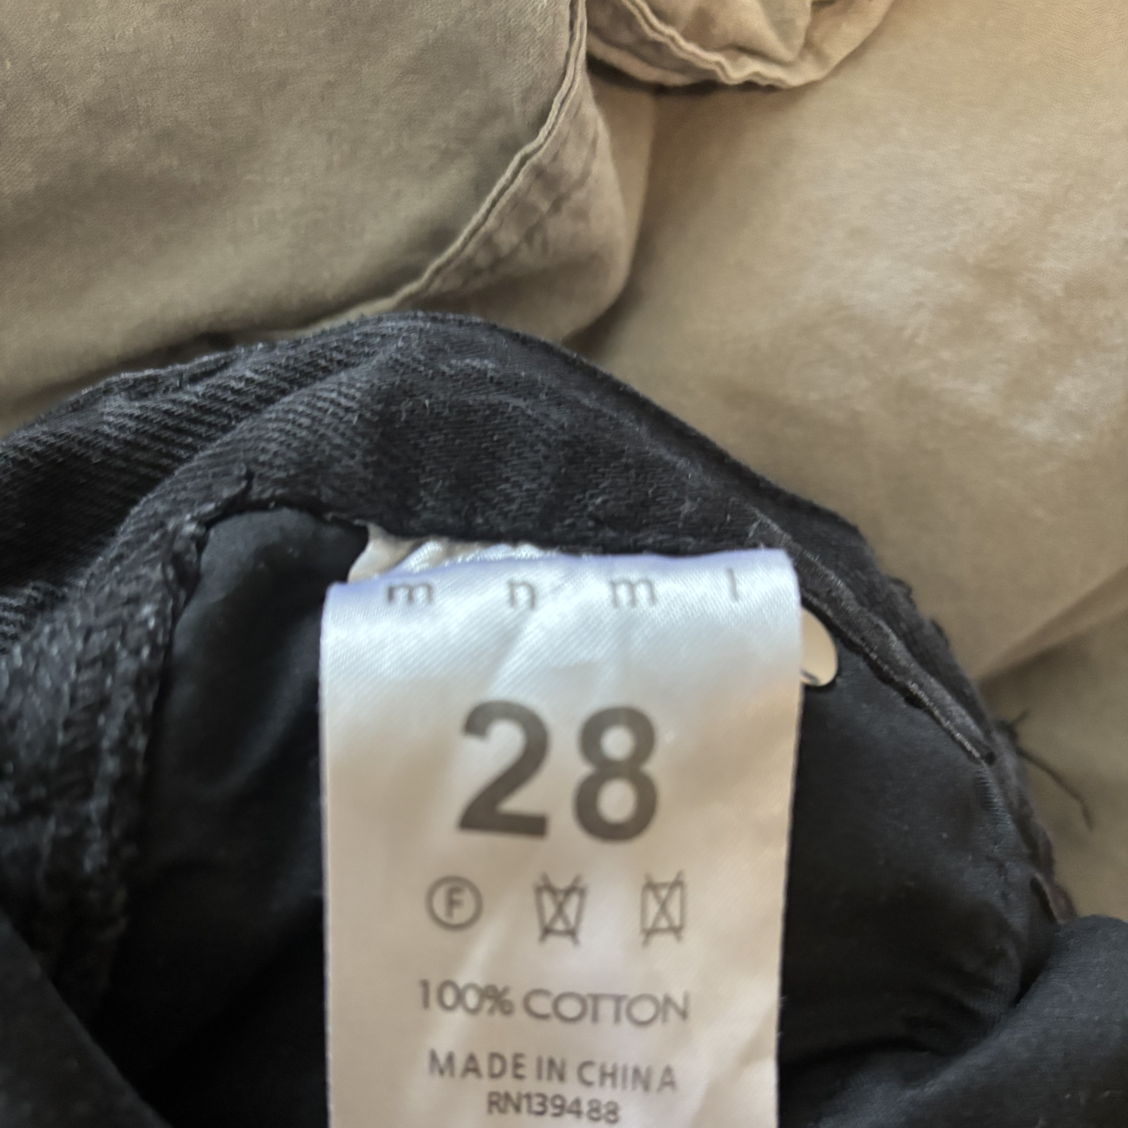 m n m l
28
F
100% COTTON
MADE IN CHINA
RN139488